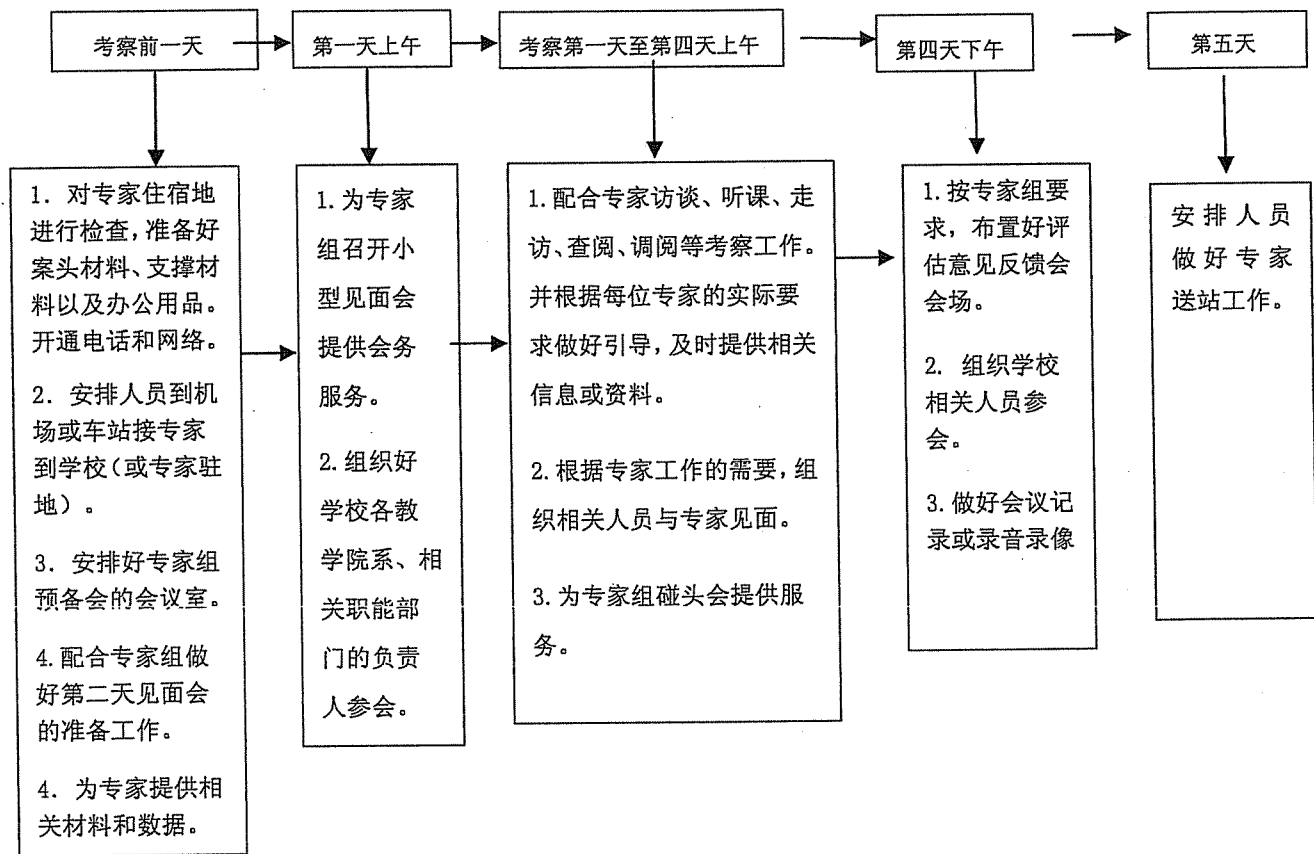 考察前一天
第一天上午
考察第一天至第四天上午
第四天下午
第五天
1. 对专家住宿地
进行检查，准备好
案头材料、支撑材
料以及办公用品。
开通电话和网络。
2. 安排人员到机
场或车站接专家
到学校（或专家驻
地）。
3. 安排好专家组
预备会的会议室。
4.配合专家组做
好第二天见面会
的准备工作。
4. 为专家提供相
关材料和数据。
1.为专家
组召开小
型见面会
提供会务
服务。
2.组织好
学校各教
学院系、相
关职能部
门的负责
人参会。
1.配合专家访谈、听课、走
访、查阅、调阅等考察工作。
并根据每位专家的实际要
求做好引导，及时提供相关
信息或资料。
2.根据专家工作的需要，组
织相关人员与专家见面。
3.为专家组碰头会提供服
务。
1.按专家组要
求，布置好评
估意见反馈会
会场。
2. 组织学校
相关人员参
会。
3.做好会议记
录或录音录像
安排人员
做好专家
送站工作。